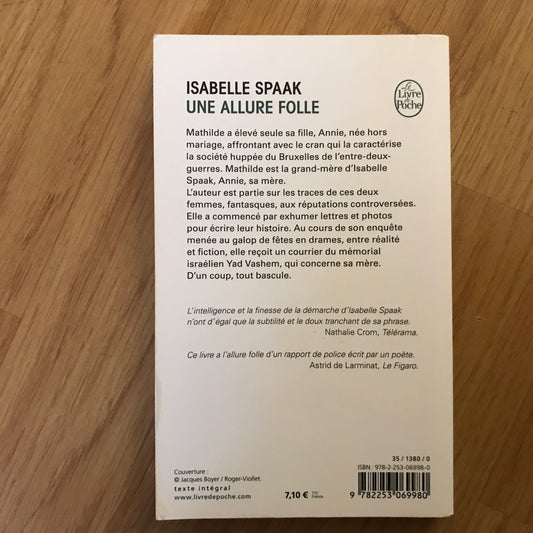 ISABELLE SPAAK
UNE ALLURE FOLLE
Le
Livre
de
Poche
Mathilde a élevé seule sa fille, Annie, née hors
mariage, affrontant avec le cran qui la caractérise
la société huppée du Bruxelles de l'entre-deux-
guerres. Mathilde est la grand-mère d'Isabelle
Spaak, Annie, sa mère.
L'auteur est partie sur les traces de ces deux
femmes, fantasques, aux réputations controversées.
Elle a commencé par exhumer lettres et photos
pour écrire leur histoire. Au cours de son enquête
menée au galop de fêtes en drames, entre réalité
et fiction, elle reçoit un courrier du mémorial
israélien Yad Vashem, qui concerne sa mère.
D'un coup, tout bascule.
L'intelligence et la finesse de la démarche d'Isabelle Spaak
n'ont d'égal que la subtilité et le doux tranchant de sa phrase.
Nathalie Crom, Télérama.
Ce livre a l'allure folle d'un rapport de police écrit par un poète.
Astrid de Larminat, Le Figaro.
35 / 1380 / 0
ISBN : 978-2-253-06998-0
Couverture :
© Jacques Boyer / Roger-Viollet.
texte intégral
www.livredepoche.com
7,10 € TTC
France
9 782253 069980